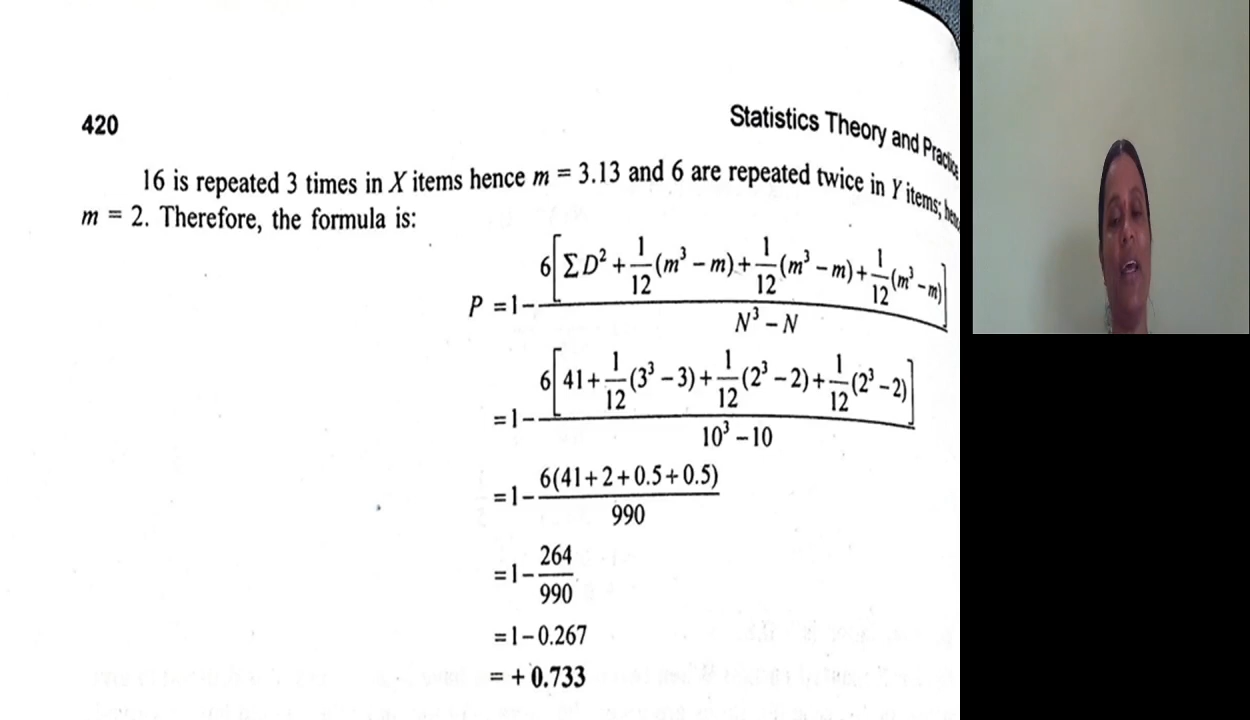 420
Statistics Theory and Practice
16 is repeated 3 times in X items hence m = 3.13 and 6 are repeated twice in Y items;
m = 2. Therefore, the formula is:
P = 1 - 6[ΣD² + 1/12 (m³ - m) + 1/12 (m³ - m) + 1/12 (m³ - m)] / N³ - N
= 1 - 6[41 + 1/12 (3³ - 3) + 1/12 (2³ - 2) + 1/12 (2³ - 2)] / 10³ - 10
= 1 - 6(41+2+0.5+0.5) / 990
= 1 - 264 / 990
= 1 - 0.267
= + 0.733